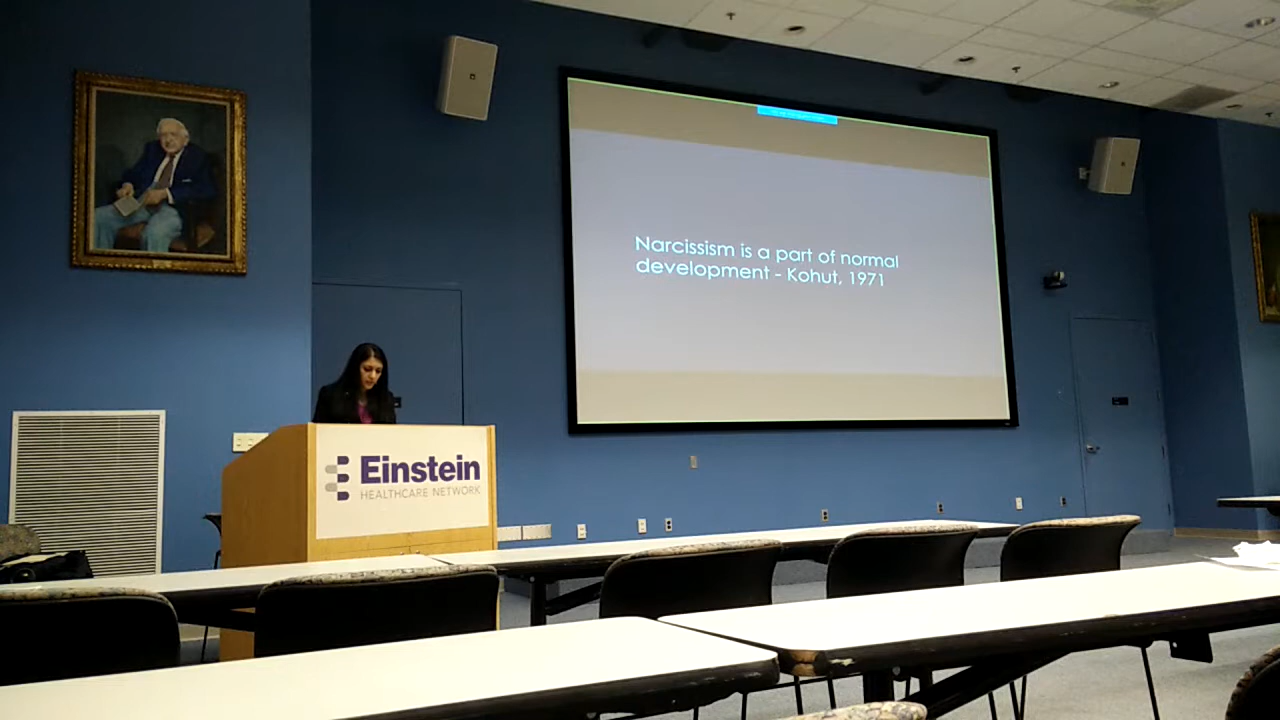 Narcissism is a part of normal
development - Kohut, 1971
Einstein
HEALTHCARE NETWORK